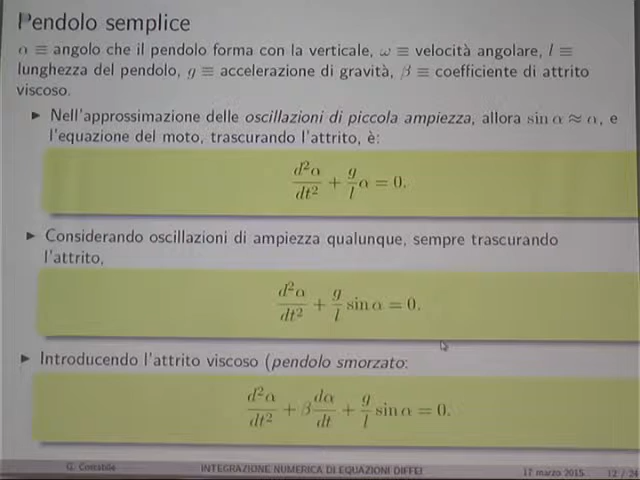 Pendolo semplice
α ≡ angolo che il pendolo forma con la verticale, ω ≡ velocità angolare, l ≡
lunghezza del pendolo, g ≡ accelerazione di gravità, β ≡ coefficiente di attrito
viscoso.
▶ Nell'approssimazione delle oscillazioni di piccola ampiezza, allora sin α ≈ α, e
l'equazione del moto, trascurando l'attrito, è:
d²α/dt² + g/l α = 0.
▶ Considerando oscillazioni di ampiezza qualunque, sempre trascurando
l'attrito,
d²α/dt² + g/l sin α = 0.
▶ Introducendo l'attrito viscoso (pendolo smorzato:
d²α/dt² + β dα/dt + g/l sin α = 0.
G. INTEGRAZIONE NUMERICA DI EQUAZIONI DIFFEI 17 marzo 2015 12 / 24